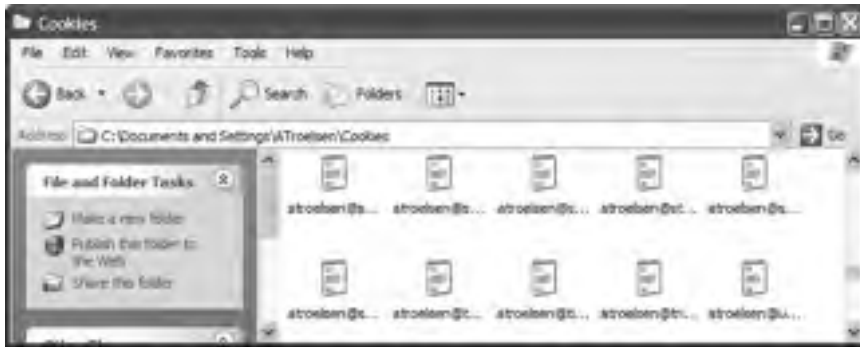 Cookies
File Edit View Favorites Tools Help
Back Search Folders
Address C:\Documents and Settings\ATroelsen\Cookies Go
File and Folder Tasks
Make a new folder
Publish this folder to
the Web
Share this folder
atroelsen@s... atroelsen@s... atroelsen@s... atroelsen@st... atroelsen@s...
atroelsen@s... atroelsen@t... atroelsen@t... atroelsen@tr... atroelsen@u...